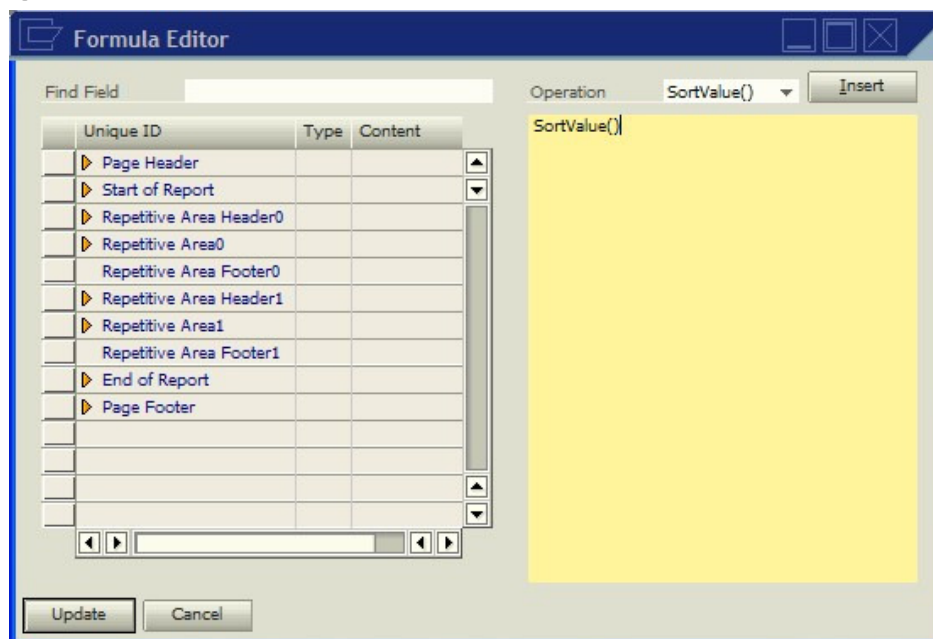 Formula Editor
Find Field
Operation SortValue() Insert
Unique ID Type Content
SortValue()
Page Header
Start of Report
Repetitive Area Header0
Repetitive Area0
Repetitive Area Footer0
Repetitive Area Header1
Repetitive Area1
Repetitive Area Footer1
End of Report
Page Footer
Update Cancel